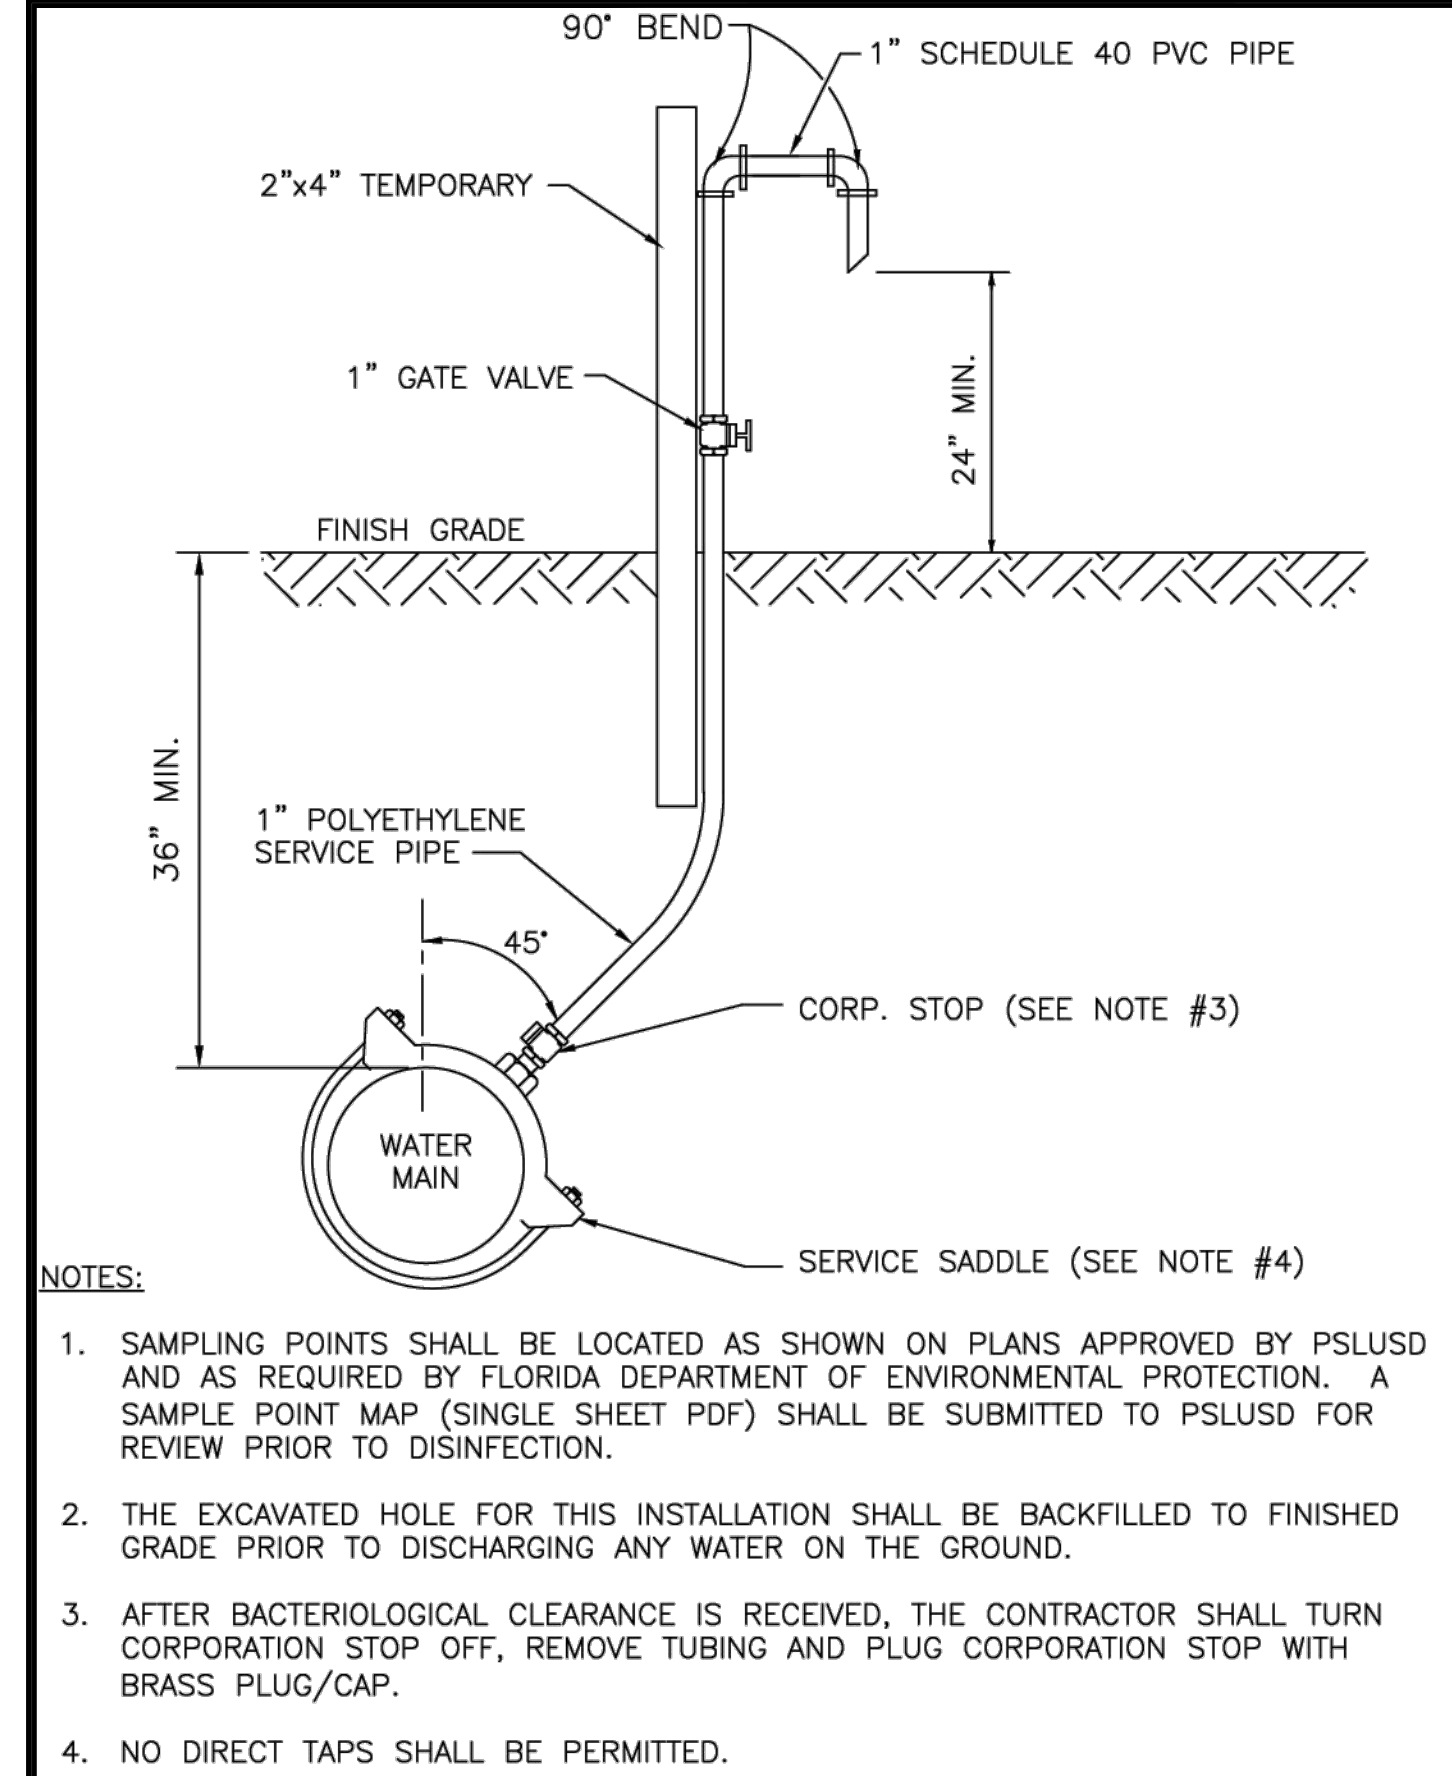 90° BEND
1" SCHEDULE 40 PVC PIPE
2"x4" TEMPORARY
1" GATE VALVE
24" MIN.
FINISH GRADE
36" MIN.
1" POLYETHYLENE
SERVICE PIPE
45°
CORP. STOP (SEE NOTE #3)
WATER
MAIN
SERVICE SADDLE (SEE NOTE #4)
NOTES:
1. SAMPLING POINTS SHALL BE LOCATED AS SHOWN ON PLANS APPROVED BY PSLUSD
AND AS REQUIRED BY FLORIDA DEPARTMENT OF ENVIRONMENTAL PROTECTION. A
SAMPLE POINT MAP (SINGLE SHEET PDF) SHALL BE SUBMITTED TO PSLUSD FOR
REVIEW PRIOR TO DISINFECTION.
2. THE EXCAVATED HOLE FOR THIS INSTALLATION SHALL BE BACKFILLED TO FINISHED
GRADE PRIOR TO DISCHARGING ANY WATER ON THE GROUND.
3. AFTER BACTERIOLOGICAL CLEARANCE IS RECEIVED, THE CONTRACTOR SHALL TURN
CORPORATION STOP OFF, REMOVE TUBING AND PLUG CORPORATION STOP WITH
BRASS PLUG/CAP.
4. NO DIRECT TAPS SHALL BE PERMITTED.